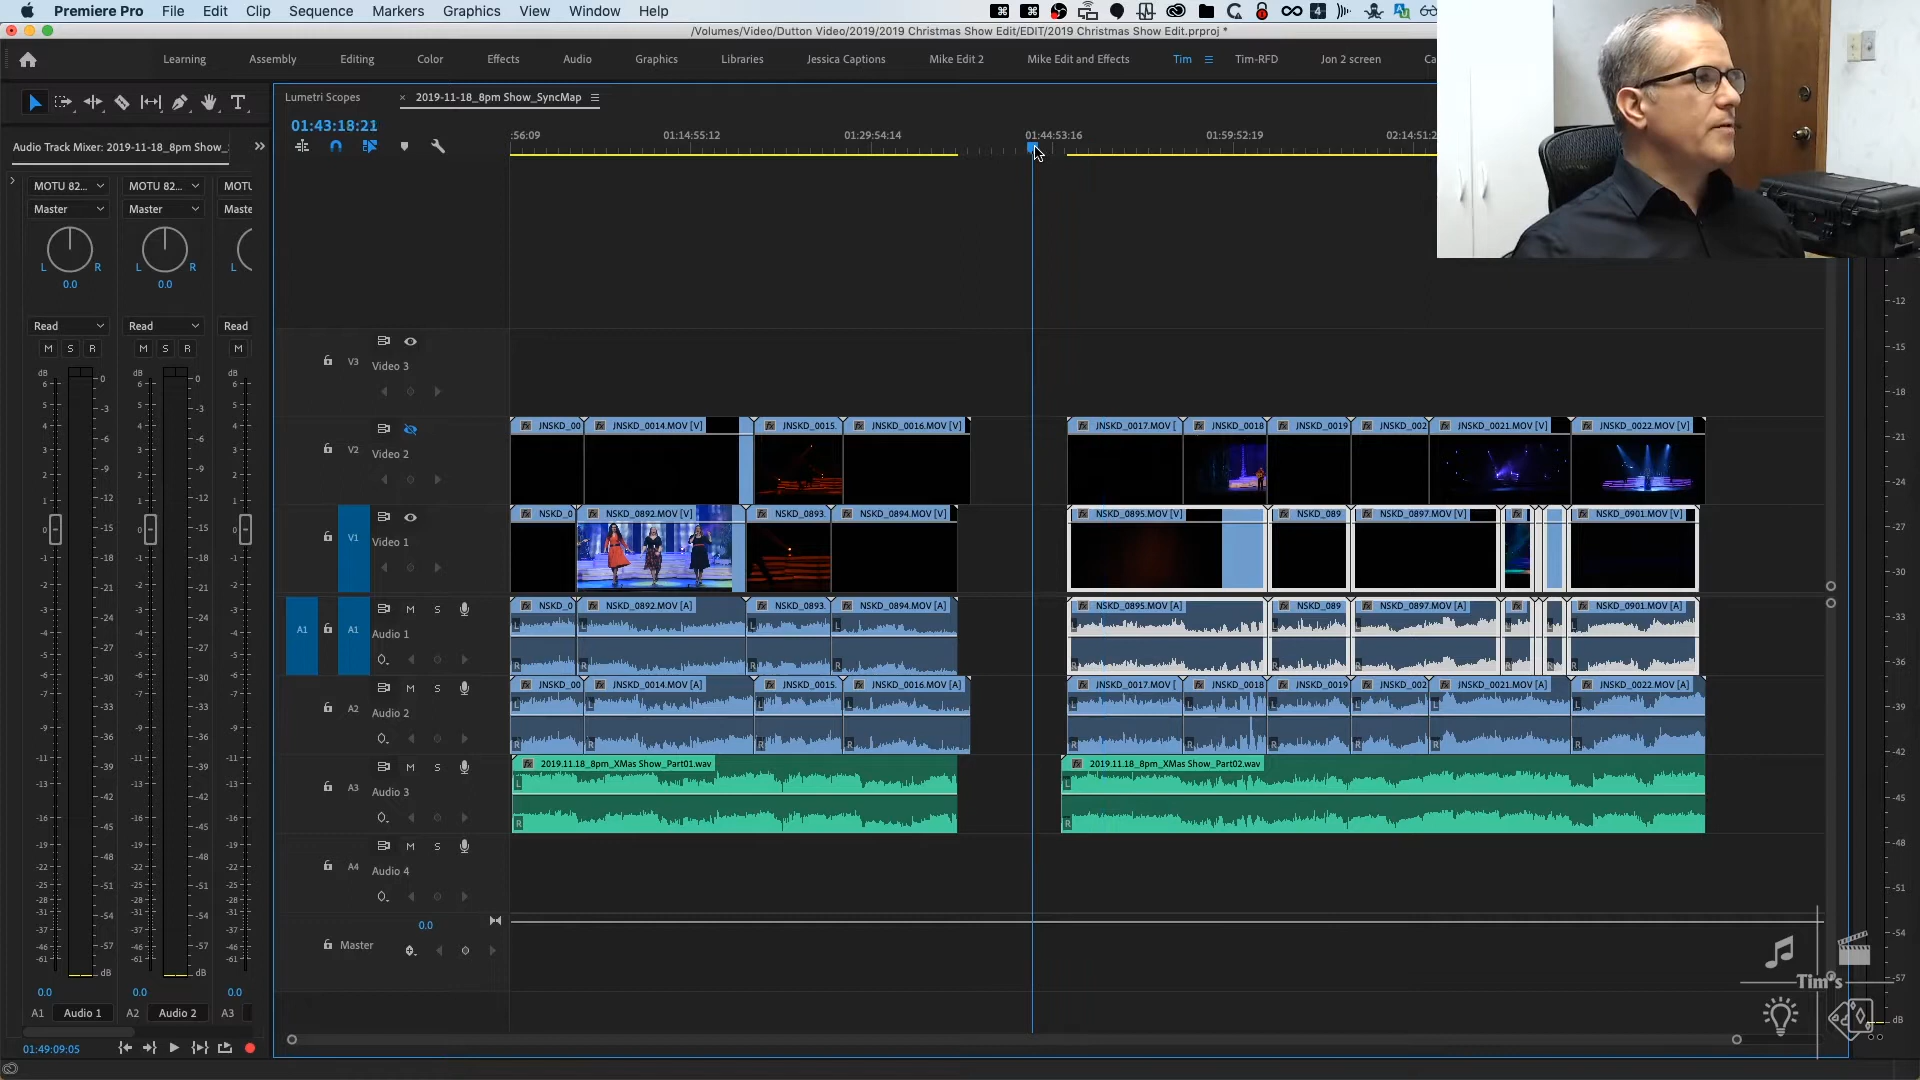 Premiere Pro File Edit Clip Sequence Markers Graphics View Window Help
/Volumes/Video/Dutton Video/2019/2019 Christmas Show Edit/EDIT/2019 Christmas Show Edit.prproj *
Learning Assembly Editing Color Effects Audio Graphics Libraries Jessica Captions Mike Edit 2 Mike Edit and Effects Tim Tim-RFD Jon 2 screen Ca
Lumetri Scopes × 2019-11-18_8pm Show_SyncMap
01:43:18:21
:56:09 01:14:55:12 01:29:54:14 01:44:53:16 01:59:52:19 02:14:51:2
Audio Track Mixer: 2019-11-18_8pm Show_
MOTU 82... MOTU 82... MOTU
Master Master Maste
L R L R L
0.0 0.0
Read Read Read
M S R M S R M
V3 Video 3
V2 Video 2
JNSKD_00 JNSKD_0014.MOV [V] JNSKD_0015. JNSKD_0016.MOV [V] JNSKD_0017.MOV [ JNSKD_0018 JNSKD_0019 JNSKD_002 JNSKD_0021.MOV [V] JNSKD_0022.MOV [V]
V1 Video 1
NSKD_0 NSKD_0892.MOV [V] NSKD_0893. NSKD_0894.MOV [V] NSKD_0895.MOV [V] NSKD_089 NSKD_0897.MOV [V] NSKD_0901.MOV [V]
A1 A1 M S Audio 1
NSKD_0 NSKD_0892.MOV [A] NSKD_0893. NSKD_0894.MOV [A] NSKD_0895.MOV [A] NSKD_089 NSKD_0897.MOV [A] NSKD_0901.MOV [A]
A2 M S Audio 2
JNSKD_00 JNSKD_0014.MOV [A] JNSKD_0015. JNSKD_0016.MOV [A] JNSKD_0017.MOV [ JNSKD_0018 JNSKD_0019 JNSKD_002 JNSKD_0021.MOV [A] JNSKD_0022.MOV [A]
A3 M S Audio 3
2019.11.18_8pm_XMas Show_Part01.wav 2019.11.18_8pm_XMas Show_Part02.wav
A4 M S Audio 4
0.0
Master
Tim's
0.0 0.0 0.0
A1 Audio 1 A2 Audio 2 A3
01:49:09:05